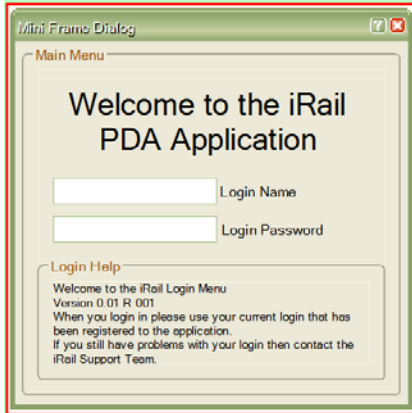 Mini Frame Dialog
Main Menu
Welcome to the iRail
PDA Application
Login Name
Login Password
Login Help
Welcome to the iRail Login Menu
Version 0.01 R 001
When you login in please use your current login that has
been registered to the application.
If you still have problems with your login then contact the
iRail Support Team.